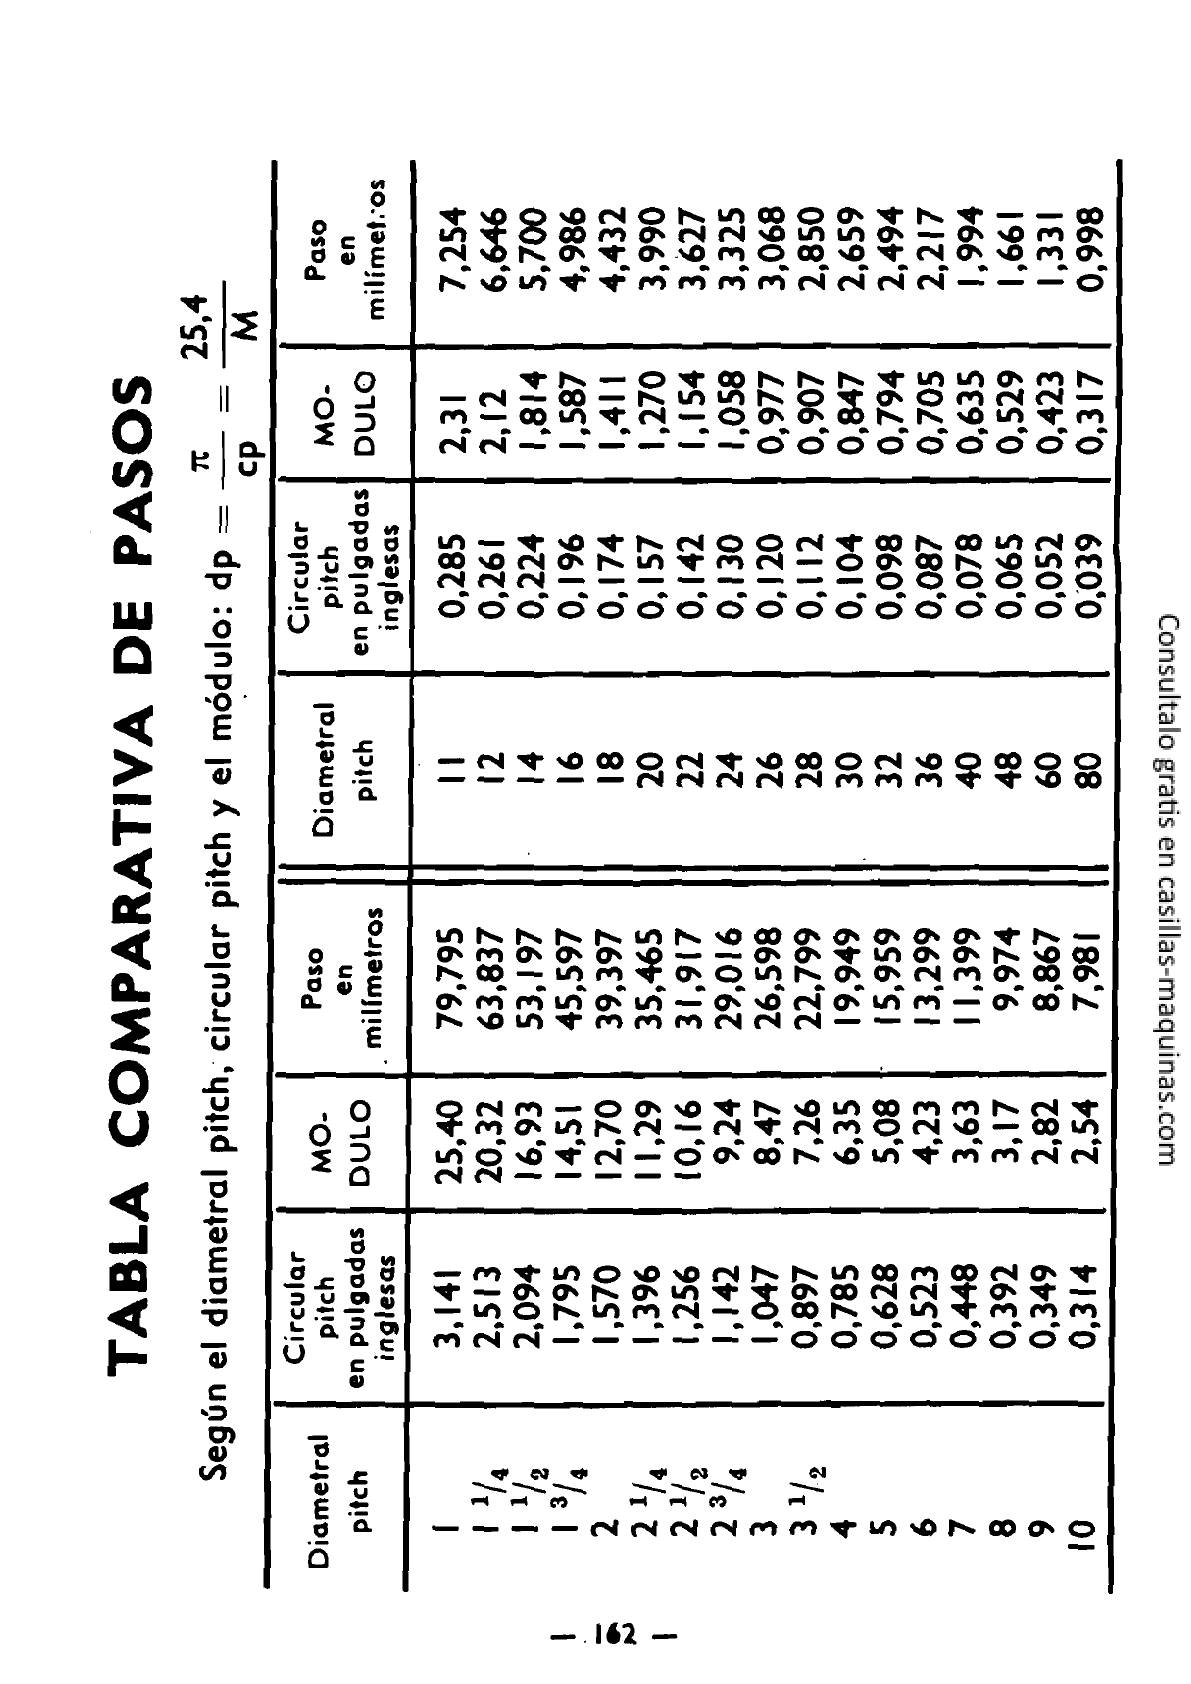 TABLA COMPARATIVA DE PASOS
Según el diametral pitch, circular pitch y el módulo: dp = π / cp = 25,4 / M
Diametral pitch | Circular pitch en pulgadas inglesas | MO-DULO | Paso en milímetros | Diametral pitch | Circular pitch en pulgadas inglesas | MO-DULO | Paso en milímetros
1 3,141 25,40 79,795 11 0,285 2,31 7,254
1 1/4 2,513 20,32 63,837 12 0,261 2,12 6,646
1 1/2 2,094 16,93 53,197 14 0,224 1,814 5,700
1 3/4 1,795 14,51 45,597 16 0,196 1,587 4,986
2 1,570 12,70 39,397 18 0,174 1,411 4,432
2 1/4 1,396 11,29 35,465 20 0,157 1,270 3,990
2 1/2 1,256 10,16 31,917 22 0,142 1,154 3,627
2 3/4 1,142 9,24 29,016 24 0,130 1,058 3,325
3 1,047 8,47 26,598 26 0,120 0,977 3,068
3 1/2 0,897 7,26 22,799 28 0,112 0,907 2,850
4 0,785 6,35 19,949 30 0,104 0,847 2,659
5 0,628 5,08 15,959 32 0,098 0,794 2,494
6 0,523 4,23 13,299 36 0,087 0,705 2,217
7 0,448 3,63 11,399 40 0,078 0,635 1,994
8 0,392 3,17 9,974 48 0,065 0,529 1,661
9 0,349 2,82 8,867 60 0,052 0,423 1,331
10 0,314 2,54 7,981 80 0,039 0,317 0,998
Consultalo gratis en casillas-maquinas.com
— 162 —